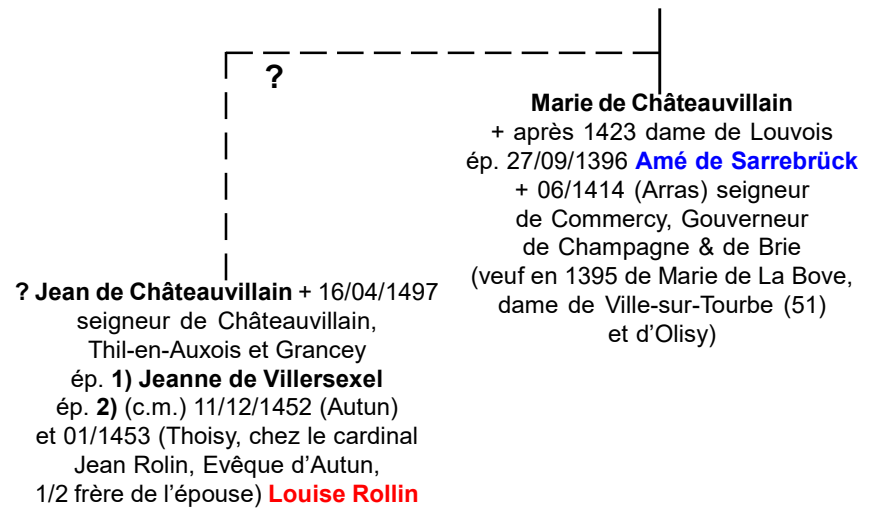 ?
Marie de Châteauvillain
+ après 1423 dame de Louvois
ép. 27/09/1396 Amé de Sarrebrück
+ 06/1414 (Arras) seigneur
de Commercy, Gouverneur
de Champagne & de Brie
(veuf en 1395 de Marie de La Bove,
dame de Ville-sur-Tourbe (51)
et d'Olisy)
? Jean de Châteauvillain + 16/04/1497
seigneur de Châteauvillain,
Thil-en-Auxois et Grancey
ép. 1) Jeanne de Villersexel
ép. 2) (c.m.) 11/12/1452 (Autun)
et 01/1453 (Thoisy, chez le cardinal
Jean Rolin, Evêque d'Autun,
1/2 frère de l'épouse) Louise Rollin